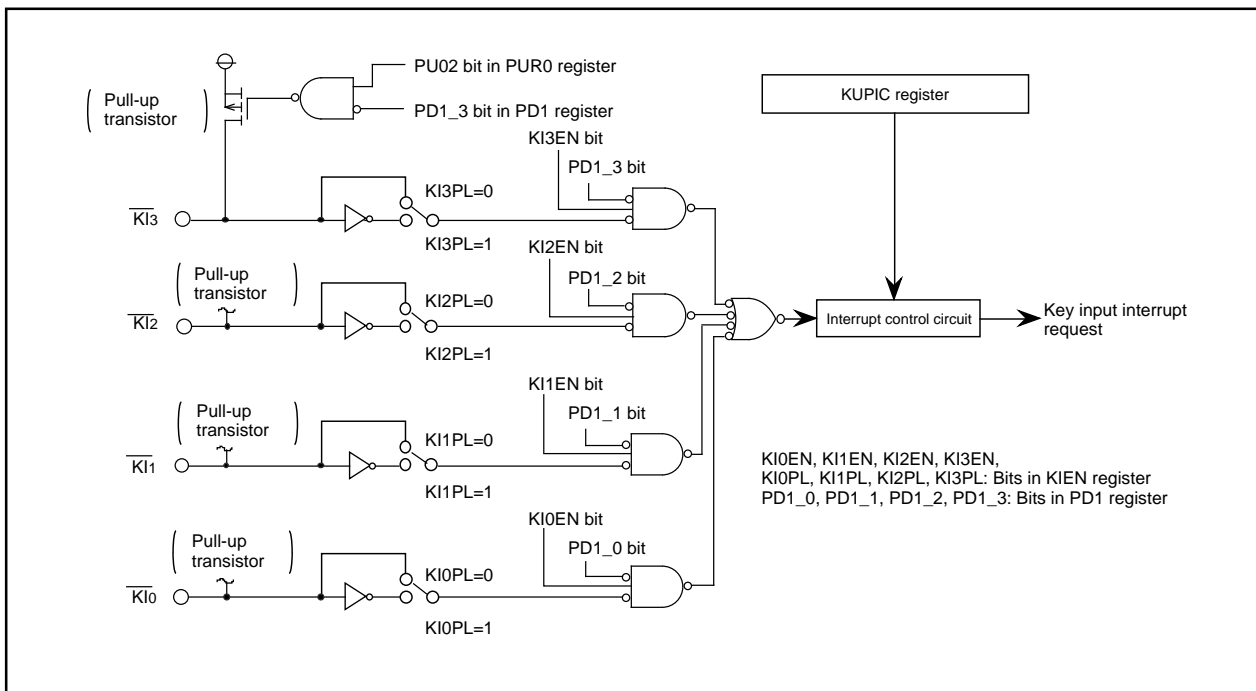 PU02 bit in PUR0 register
Pull-up
transistor
PD1_3 bit in PD1 register
KUPIC register
KI3EN bit
PD1_3 bit
KI3PL=0
KI3
KI3PL=1
KI2EN bit
Pull-up
transistor
PD1_2 bit
KI2PL=0
KI2
KI2PL=1
Interrupt control circuit
Key input interrupt
request
KI1EN bit
Pull-up
transistor
PD1_1 bit
KI1PL=0
KI1
KI1PL=1
KI0EN, KI1EN, KI2EN, KI3EN,
KI0PL, KI1PL, KI2PL, KI3PL: Bits in KIEN register
PD1_0, PD1_1, PD1_2, PD1_3: Bits in PD1 register
KI0EN bit
Pull-up
transistor
PD1_0 bit
KI0PL=0
KI0
KI0PL=1